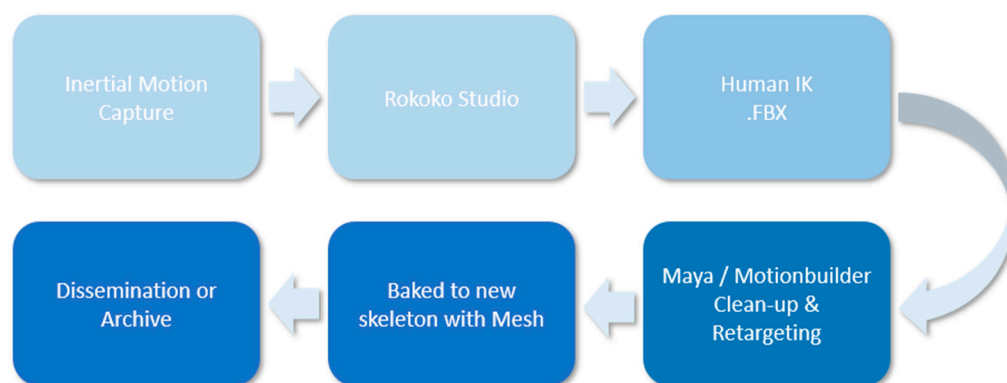 Inertial Motion
Capture
Rokoko Studio
Human IK
.FBX
Maya / Motionbuilder
Clean-up &
Retargeting
Baked to new
skeleton with Mesh
Dissemination or
Archive